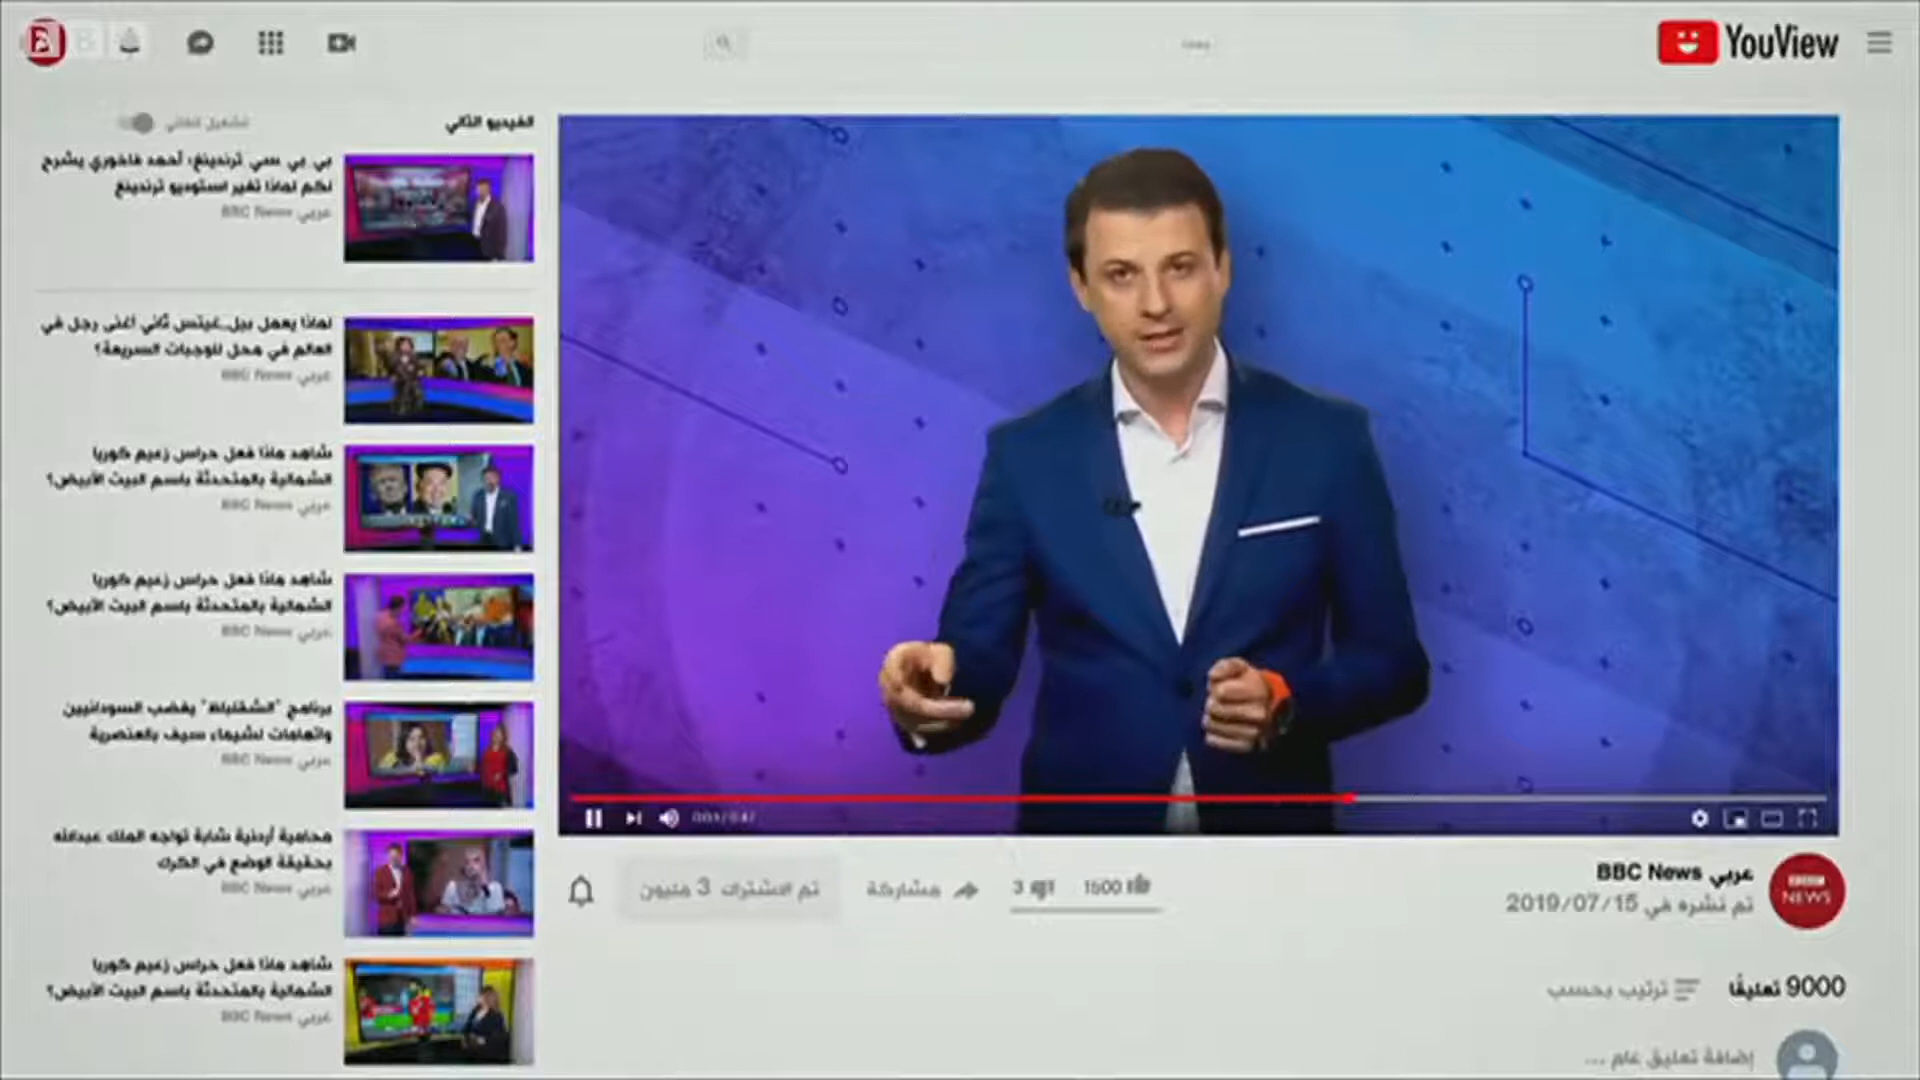 YouView
الفيديو التالي
تشغيل تلقائي
بي بي سي ترندينغ: أحمد فاخوري يشرح
لكم لماذا تغير استوديو ترندينغ
عربي BBC News
لماذا يعمل بيل غيتس ثاني أغنى رجل في
العالم في محل للوجبات السريعة؟
عربي BBC News
شاهد ماذا فعل حراس زعيم كوريا
الشمالية بالمتحدثة باسم البيت الأبيض؟
عربي BBC News
شاهد ماذا فعل حراس زعيم كوريا
الشمالية بالمتحدثة باسم البيت الأبيض؟
عربي BBC News
برنامج "شقلباظ" يغضب السودانيين
واتهامات لشيماء سيف بالعنصرية
عربي BBC News
محامية أردنية شابة تواجه الملك عبدالله
بحقيقة الوضع في الكرك
عربي BBC News
شاهد ماذا فعل حراس زعيم كوريا
الشمالية بالمتحدثة باسم البيت الأبيض؟
عربي BBC News
BBC NEWS
عربي BBC News
تم نشره في 2019/07/15
1500
3
مشاركة
تم الاشتراك 3 مليون
9000 تعليقًا
ترتيب بحسب
إضافة تعليق عام ...